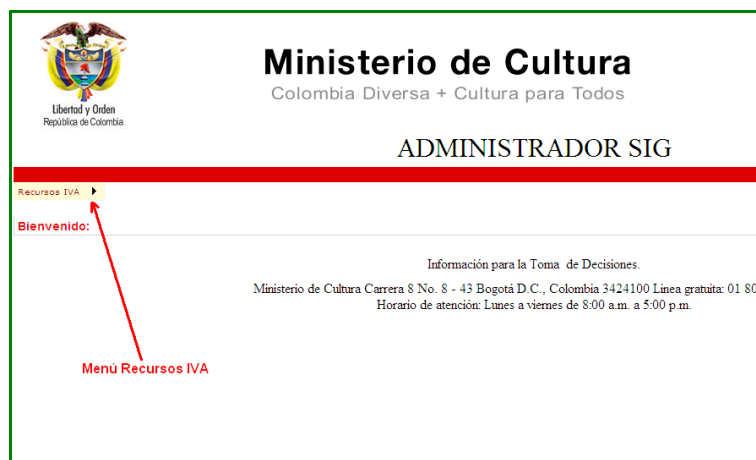 Libertad y Orden
República de Colombia
Ministerio de Cultura
Colombia Diversa + Cultura para Todos
ADMINISTRADOR SIG
Recursos IVA
Bienvenido:
Información para la Toma de Decisiones.
Ministerio de Cultura Carrera 8 No. 8 - 43 Bogotá D.C., Colombia 3424100 Linea gratuita: 01 80
Horario de atención: Lunes a viernes de 8:00 a.m. a 5:00 p.m.
Menú Recursos IVA